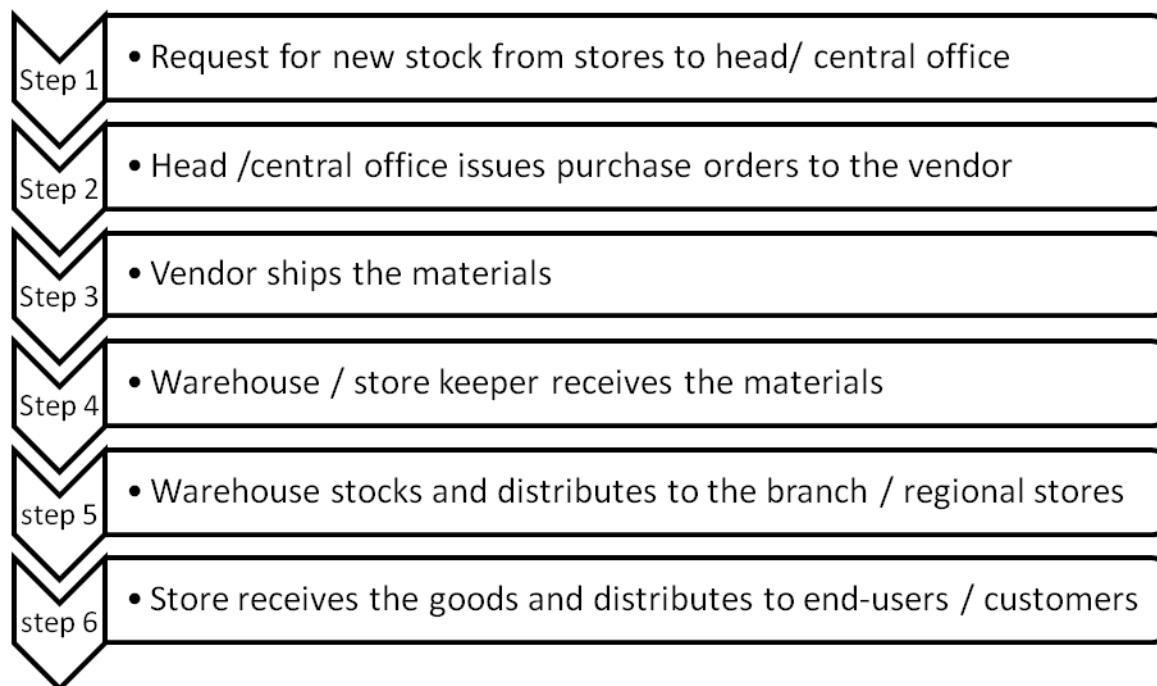 Step 1
• Request for new stock from stores to head/ central office
Step 2
• Head /central office issues purchase orders to the vendor
Step 3
• Vendor ships the materials
Step 4
• Warehouse / store keeper receives the materials
step 5
• Warehouse stocks and distributes to the branch / regional stores
step 6
• Store receives the goods and distributes to end-users / customers